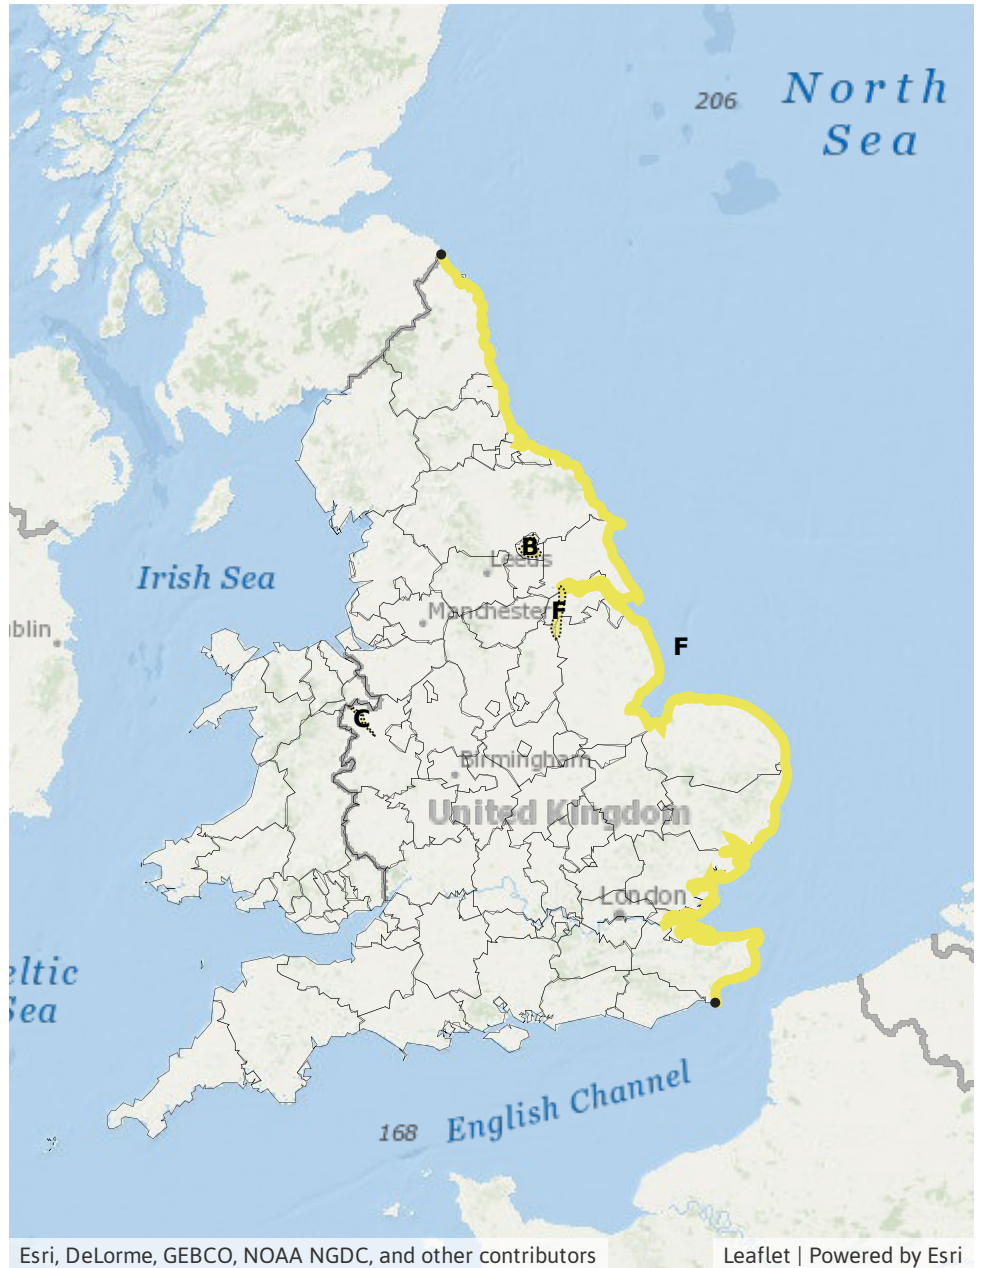 206
North
Sea
B
Leeds
Irish Sea
Manchester
F
blin
F
C
Birmingham
United Kingdom
London
eltic
Sea
English Channel
168
Esri, DeLorme, GEBCO, NOAA NGDC, and other contributors
Leaflet | Powered by Esri